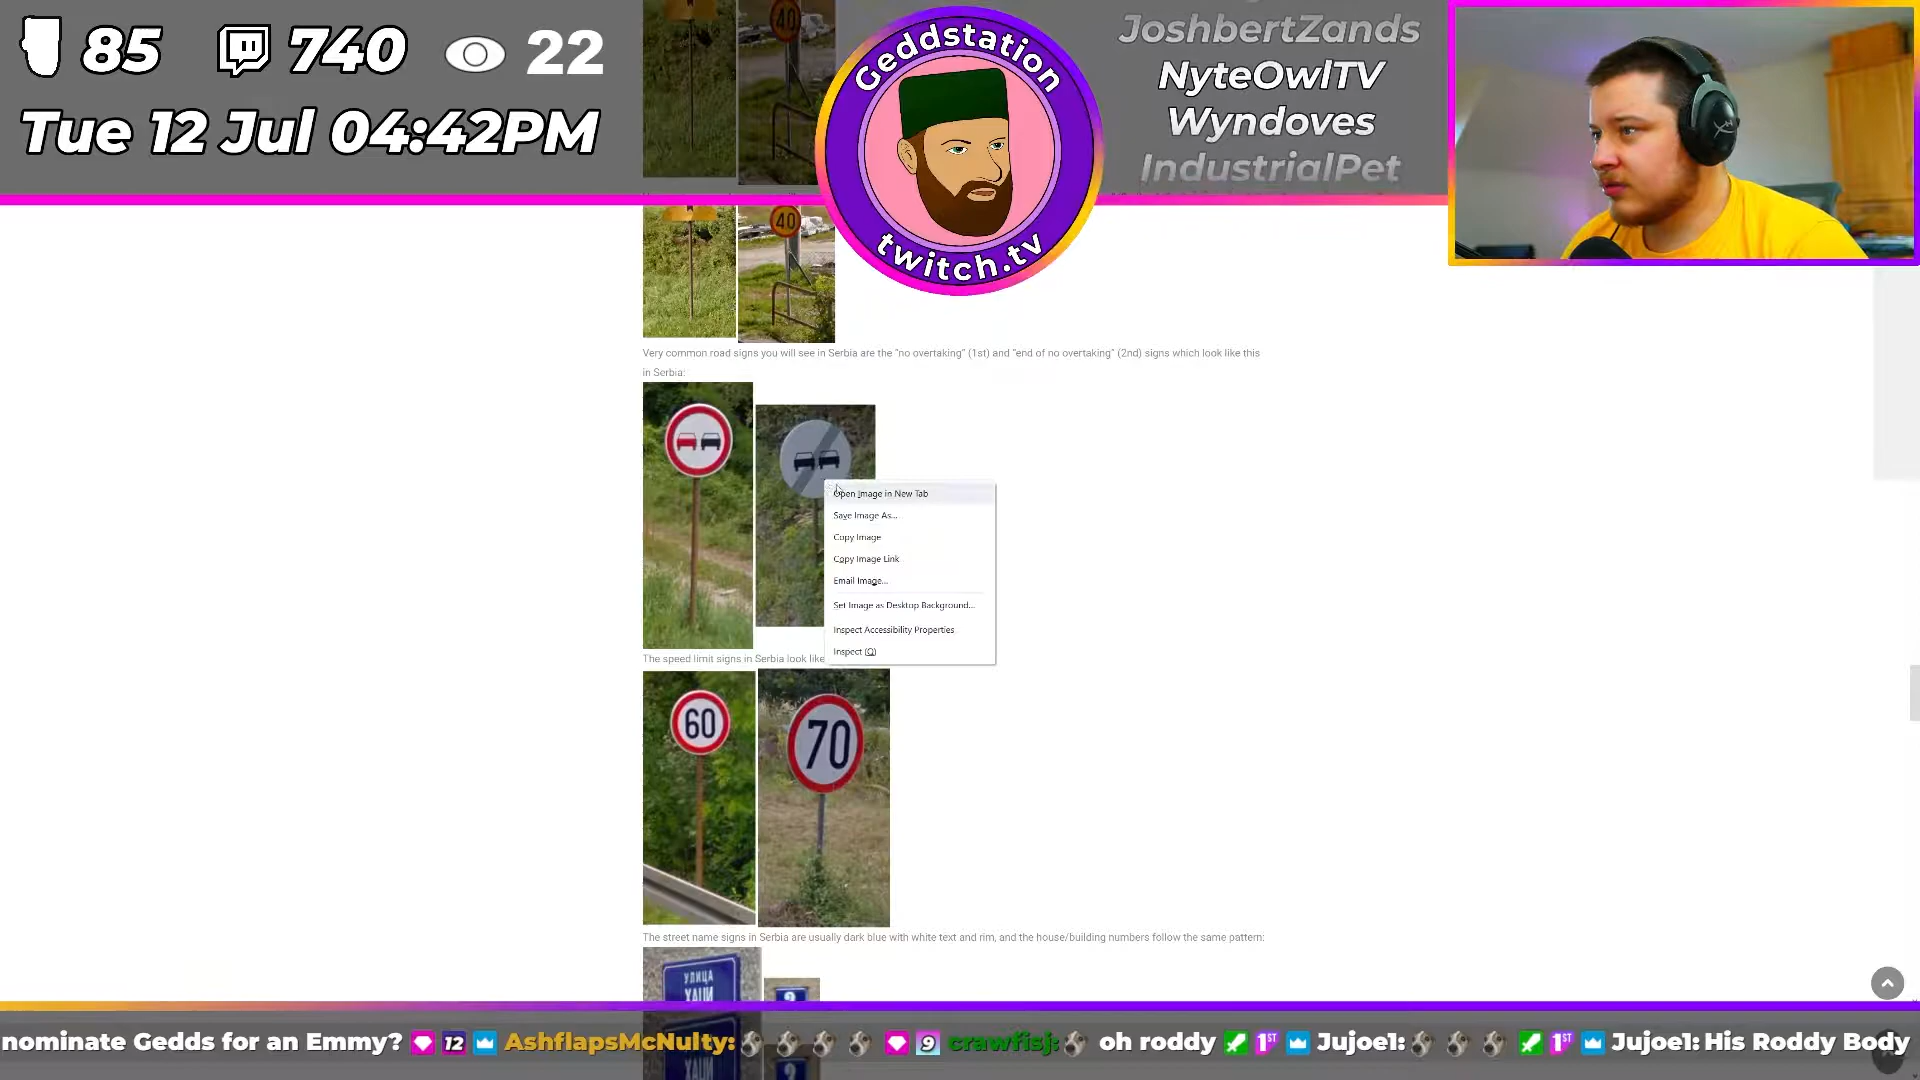 85 740 22
Tue 12 Jul 04:42PM
40
Geddstation
twitch.tv
JoshbertZands
NyteOwlTV
Wyndoves
IndustrialPet
40
Very common road signs you will see in Serbia are the "no overtaking" (1st) and "end of no overtaking" (2nd) signs which look like this
in Serbia:
Open Image in New Tab
Save Image As...
Copy Image
Copy Image Link
Email Image...
Set Image as Desktop Background...
Inspect Accessibility Properties
Inspect (Q)
The speed limit signs in Serbia look like
60
70
The street name signs in Serbia are usually dark blue with white text and rim, and the house/building numbers follow the same pattern:
УЛИЦА
nominate Gedds for an Emmy? 12 AshflapsMcNulty: 9 crawfisj: oh roddy 1ST Jujoe1: 1ST Jujoe1: His Roddy Body